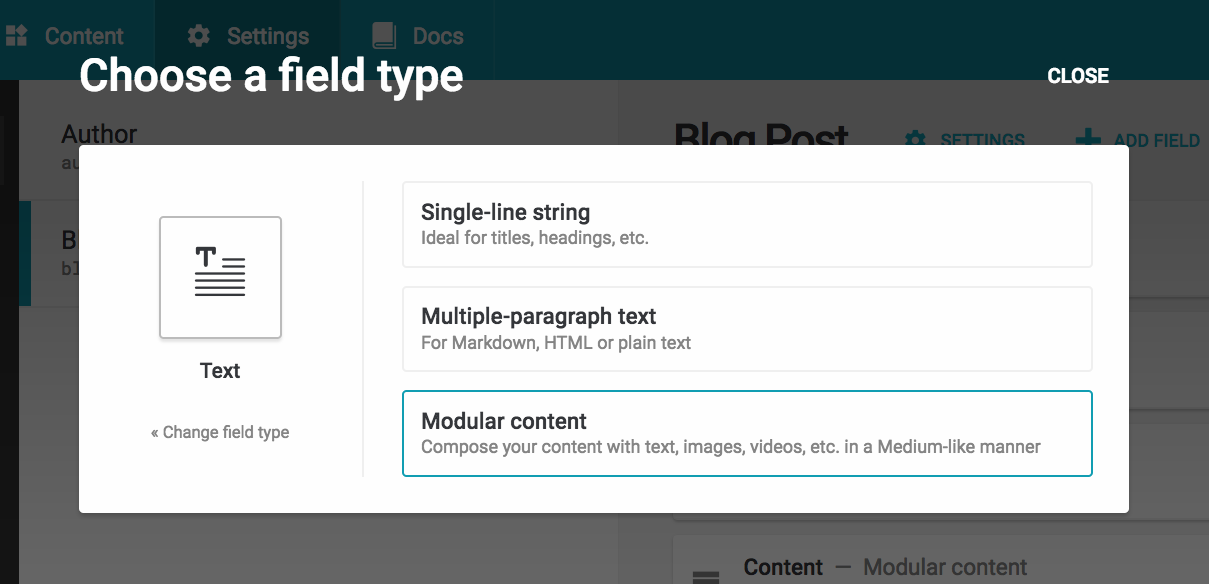 Content
Settings
Docs
Choose a field type
CLOSE
Author
Blog Post
SETTINGS
ADD FIELD
Single-line string
Ideal for titles, headings, etc.
Multiple-paragraph text
For Markdown, HTML or plain text
Text
Modular content
« Change field type
Compose your content with text, images, videos, etc. in a Medium-like manner
Content — Modular content